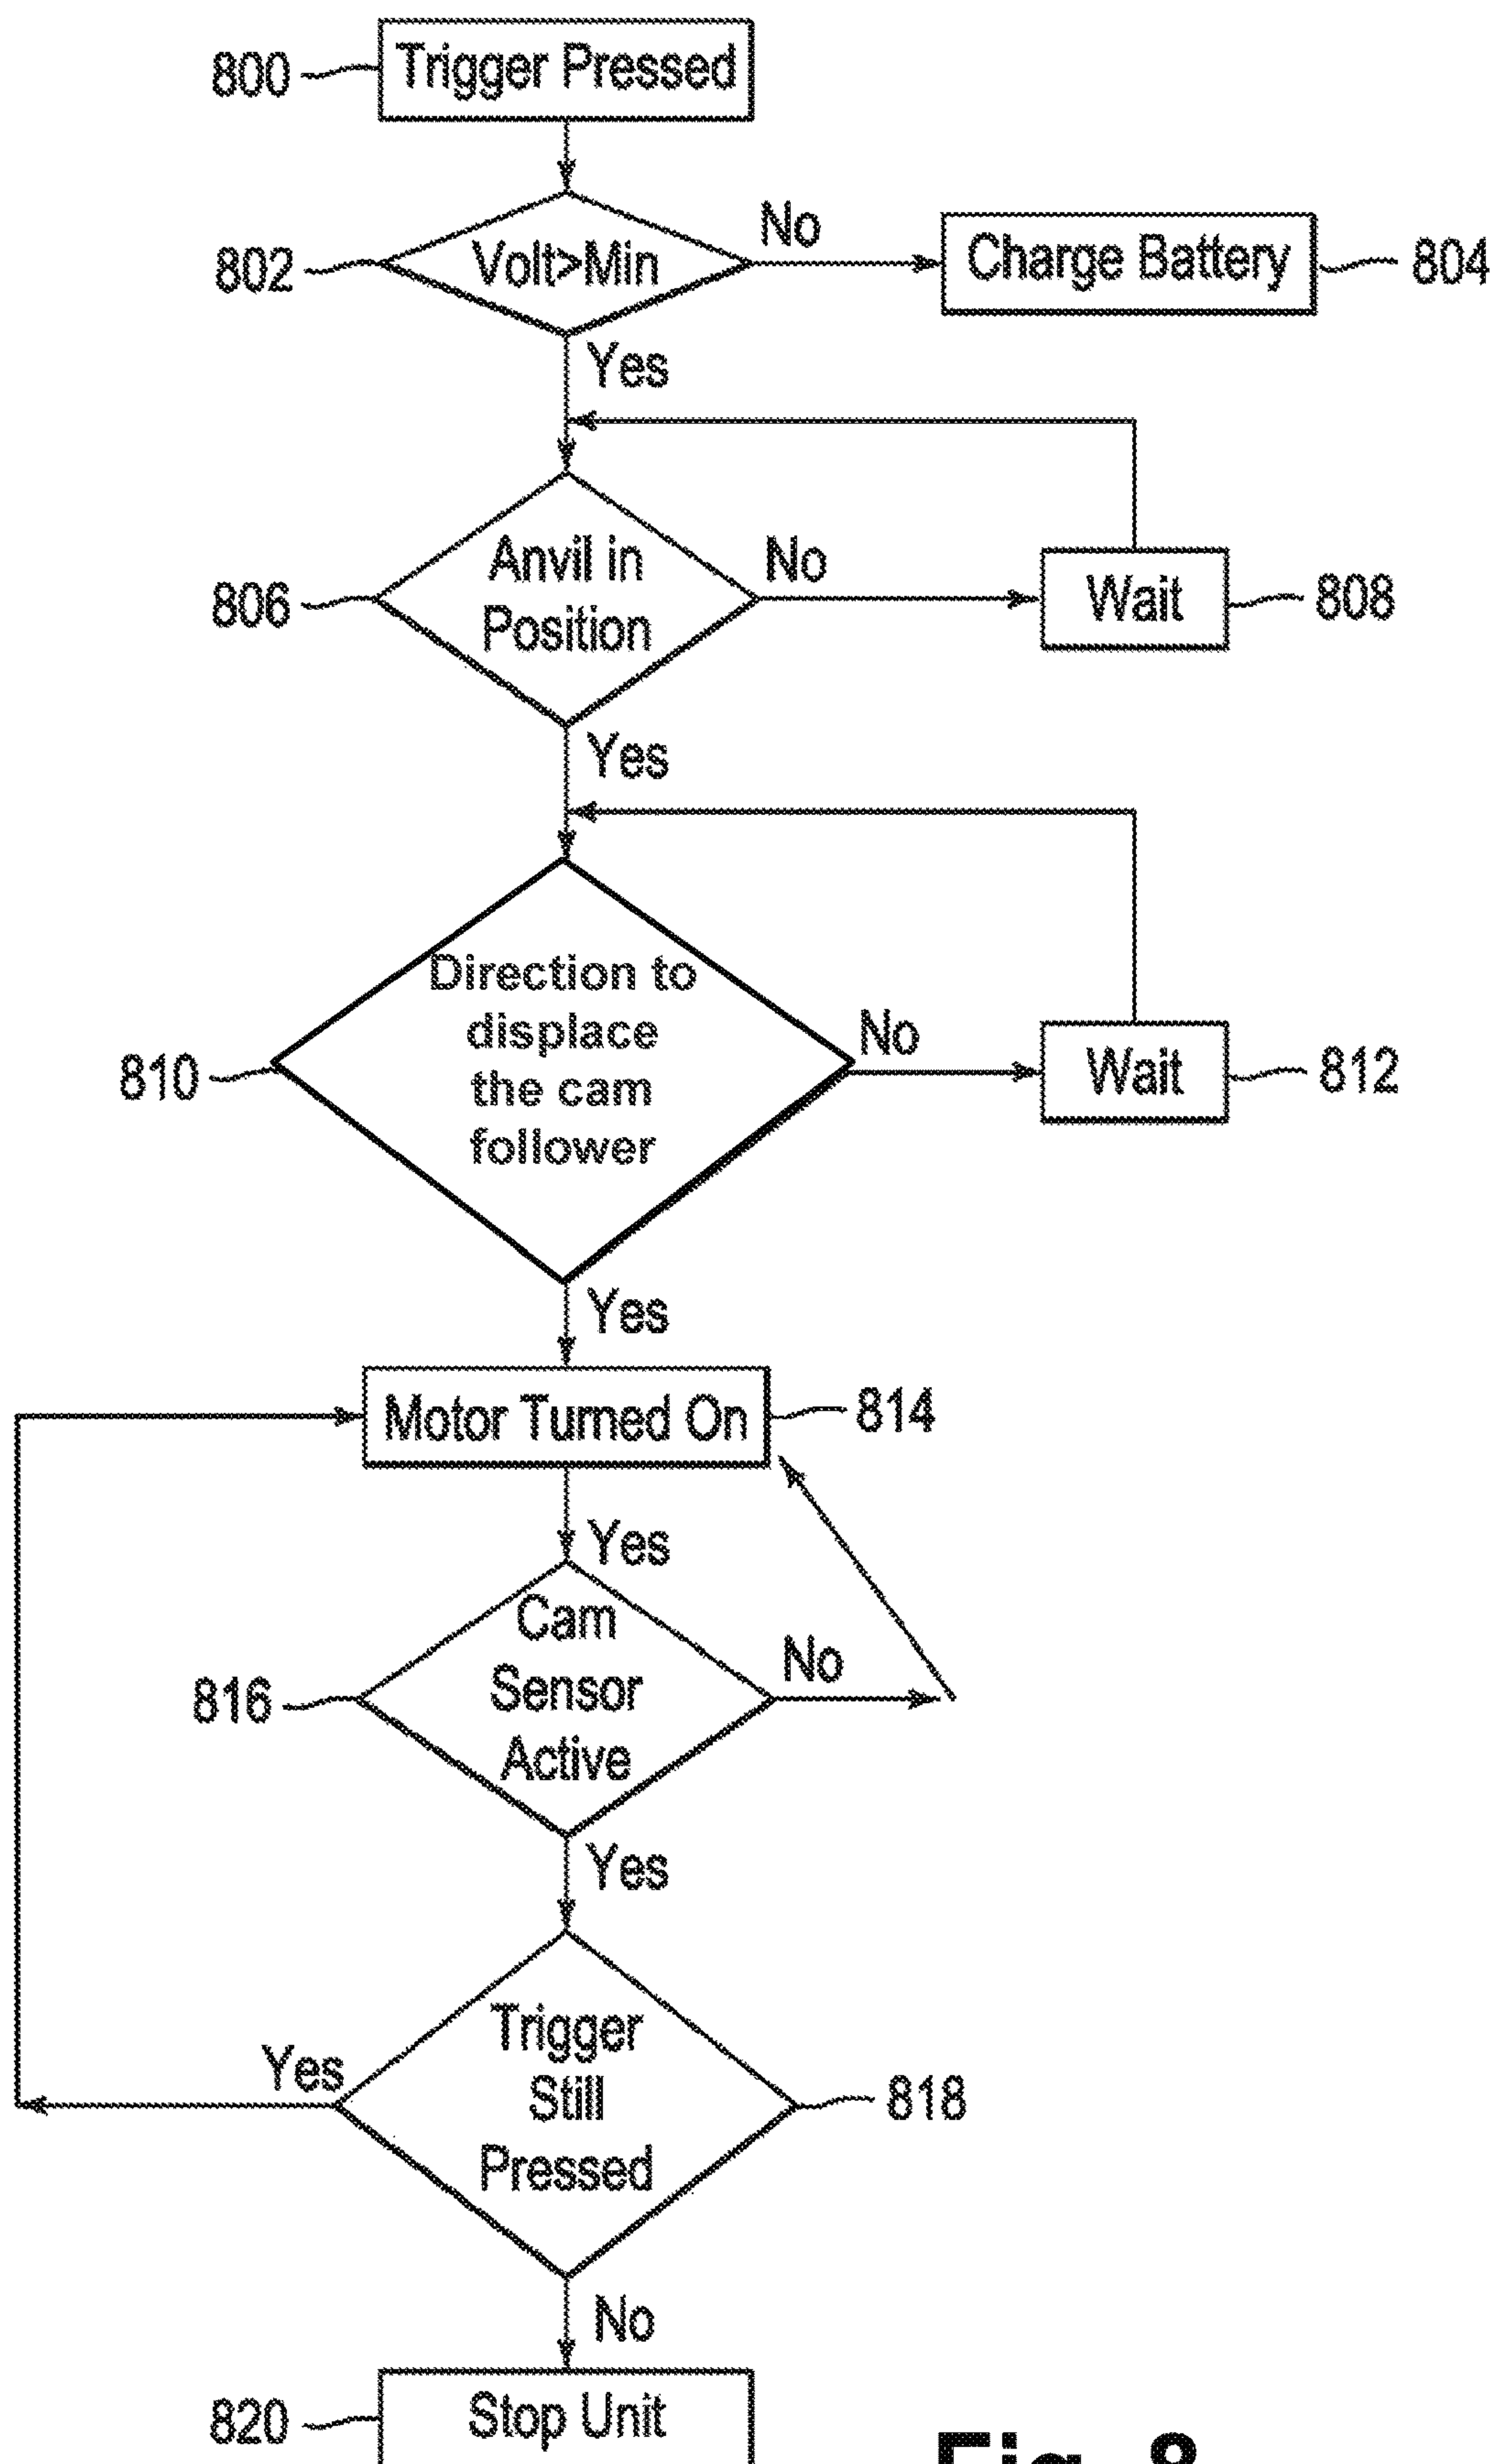 800
Trigger Pressed
802
Volt>Min
No
Charge Battery
804
Yes
806
Anvil in
Position
No
Wait
808
Yes
810
Direction to
displace
the cam
follower
No
Wait
812
Yes
Motor Turned On
814
Yes
816
Cam
Sensor
Active
No
Yes
Yes
Trigger
Still
Pressed
818
No
820
Stop Unit
Fig. 8